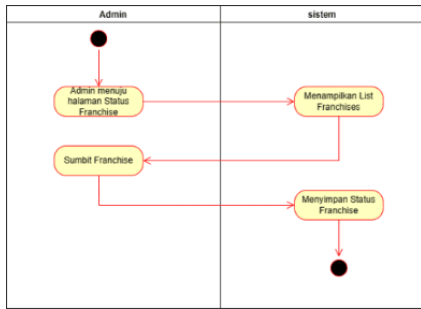 Admin
sistem
Admin menuju
halaman Status
Franchise
Menampilkan List
Franchises
Sumbit Franchise
Menyimpan Status
Franchise